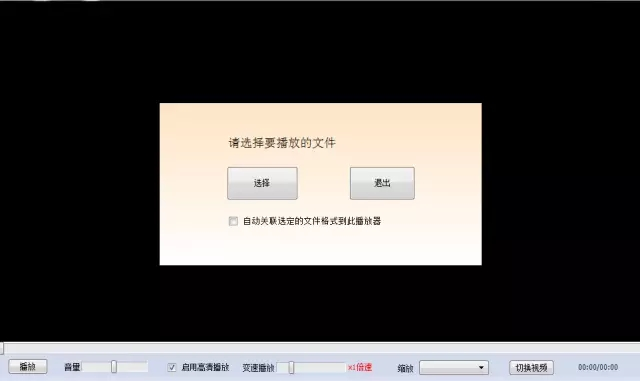 请选择要播放的文件
选择
退出
自动关联选定的文件格式到此播放器
播放
音量
启用高清播放
变速播放
x1倍速
缩放
切换视频
00:00/00:00